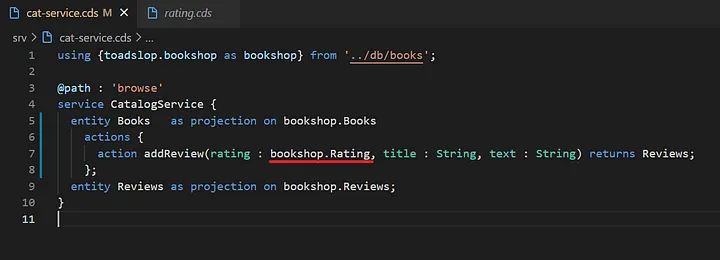 cat-service.cds M
rating.cds
srv > cat-service.cds > ...
1 using {toadslop.bookshop as bookshop} from '../db/books';
2
3 @path : 'browse'
4 service CatalogService {
5 entity Books   as projection on bookshop.Books
6 actions {
7 action addReview(rating : bookshop.Rating, title : String, text : String) returns Reviews;
8 };
9 entity Reviews as projection on bookshop.Reviews;
10 }
11